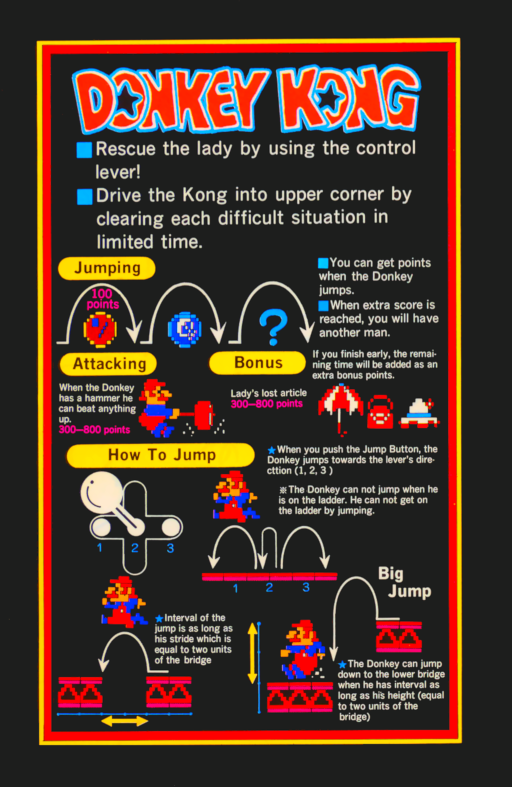 DONKEY KONG
Rescue the lady by using the control
lever!
Drive the Kong into upper corner by
clearing each difficult situation in
limited time.
Jumping
100
points
?
You can get points
when the Donkey
jumps.
When extra score is
reached, you will have
another man.
Attacking
Bonus
If you finish early, the remai-
ning time will be added as an
extra bonus points.
When the Donkey
has a hammer he
can beat anything
up.
300–800 points
Lady's lost article
300–800 points
How To Jump
★When you push the Jump Button, the
Donkey jumps towards the lever's dire-
cttion (1, 2, 3 )
※The Donkey can not jump when he
is on the ladder. He can not get on
the ladder by jumping.
1 2 3
1 2 3
Big
Jump
★Interval of the
jump is as long as
his stride which is
equal to two units
of the bridge
★The Donkey can jump
down to the lower bridge
when he has interval as
long as his height (equal
to two units of the
bridge)